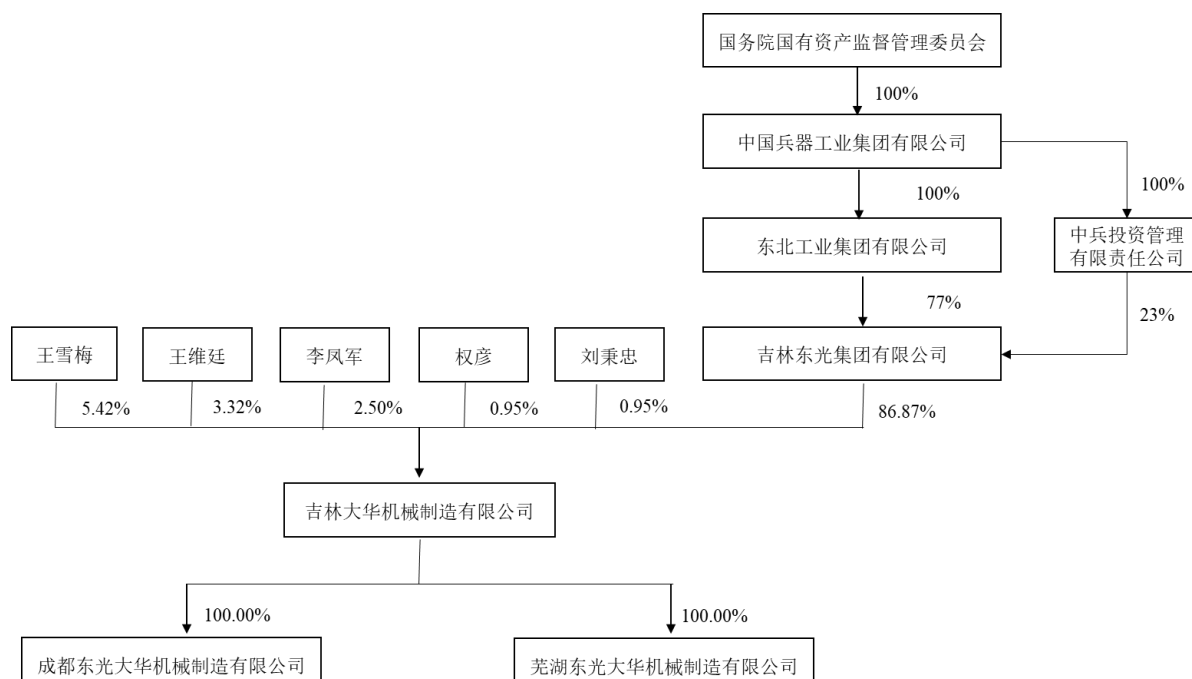 国务院国有资产监督管理委员会
100%
中国兵器工业集团有限公司
100%
100%
东北工业集团有限公司
中兵投资管理
有限责任公司
77%
23%
王雪梅
王维廷
李凤军
权彦
刘秉忠
吉林东光集团有限公司
5.42%
3.32%
2.50%
0.95%
0.95%
86.87%
吉林大华机械制造有限公司
100.00%
100.00%
成都东光大华机械制造有限公司
芜湖东光大华机械制造有限公司